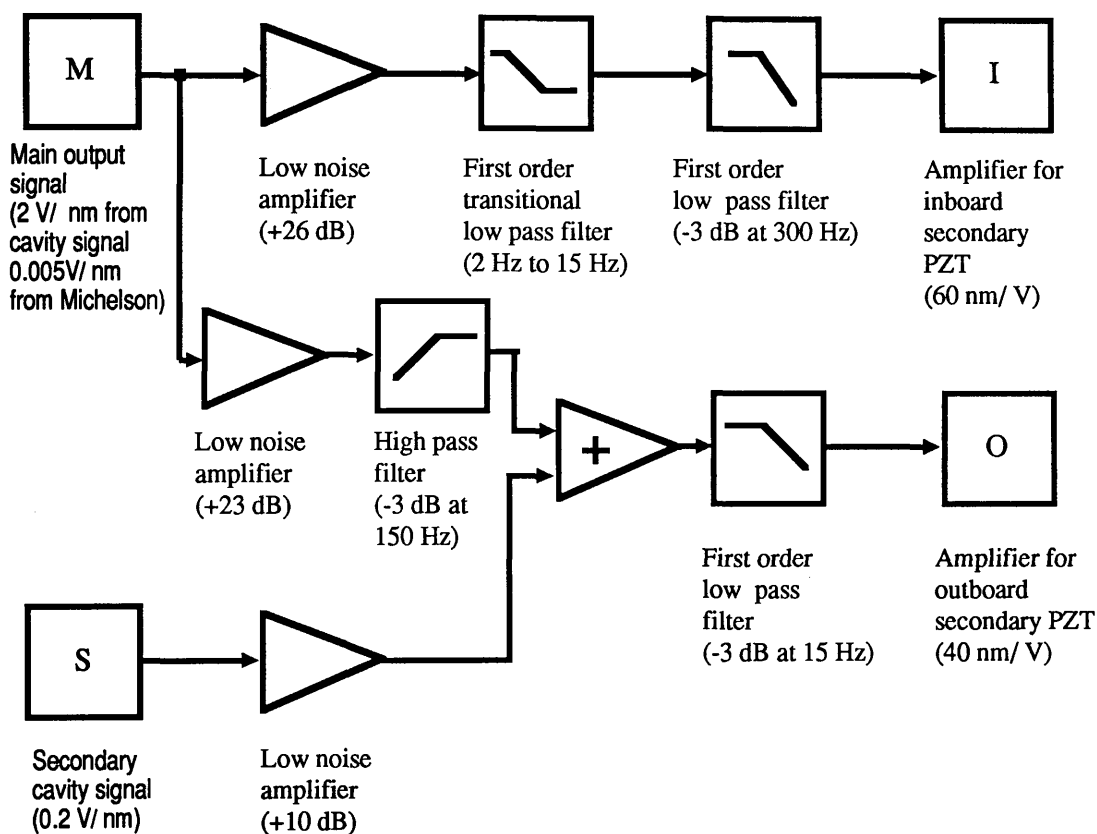 M
I
Main output
signal
(2 V/ nm from
cavity signal
0.005V/ nm
from Michelson)
Low noise
amplifier
(+26 dB)
First order
transitional
low pass filter
(2 Hz to 15 Hz)
First order
low pass filter
(-3 dB at 300 Hz)
Amplifier for
inboard
secondary
PZT
(60 nm/ V)
Low noise
amplifier
(+23 dB)
High pass
filter
(-3 dB at
150 Hz)
+
O
First order
low pass
filter
(-3 dB at 15 Hz)
Amplifier for
outboard
secondary PZT
(40 nm/ V)
S
Secondary
cavity signal
(0.2 V/ nm)
Low noise
amplifier
(+10 dB)